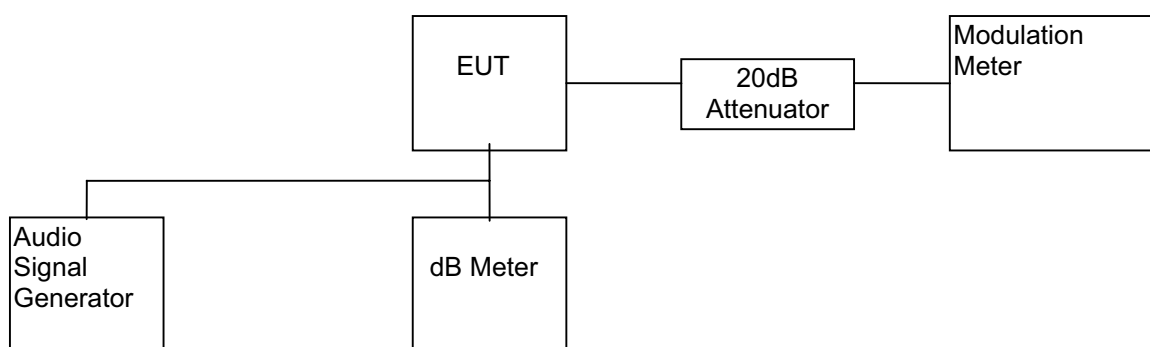 EUT
20dB
Attenuator
Modulation
Meter
Audio
Signal
Generator
dB Meter